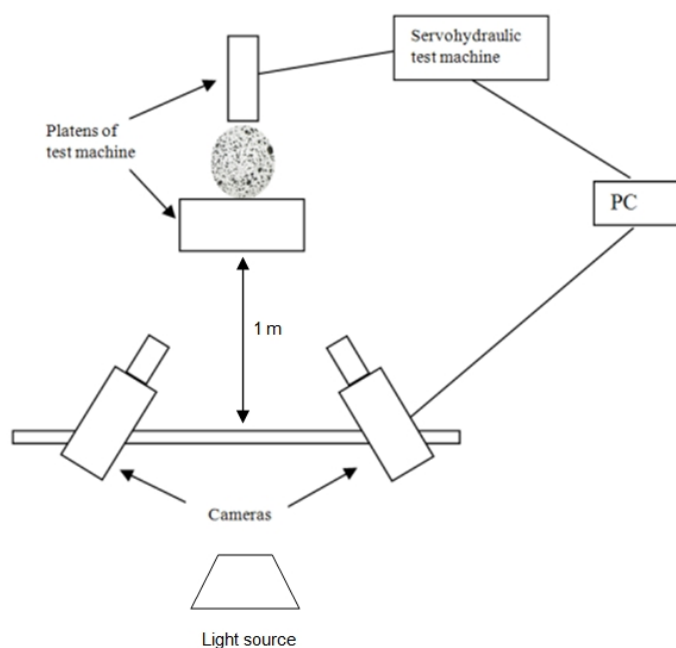 Servohydraulic
test machine
Platens of
test machine
PC
1 m
Cameras
Light source